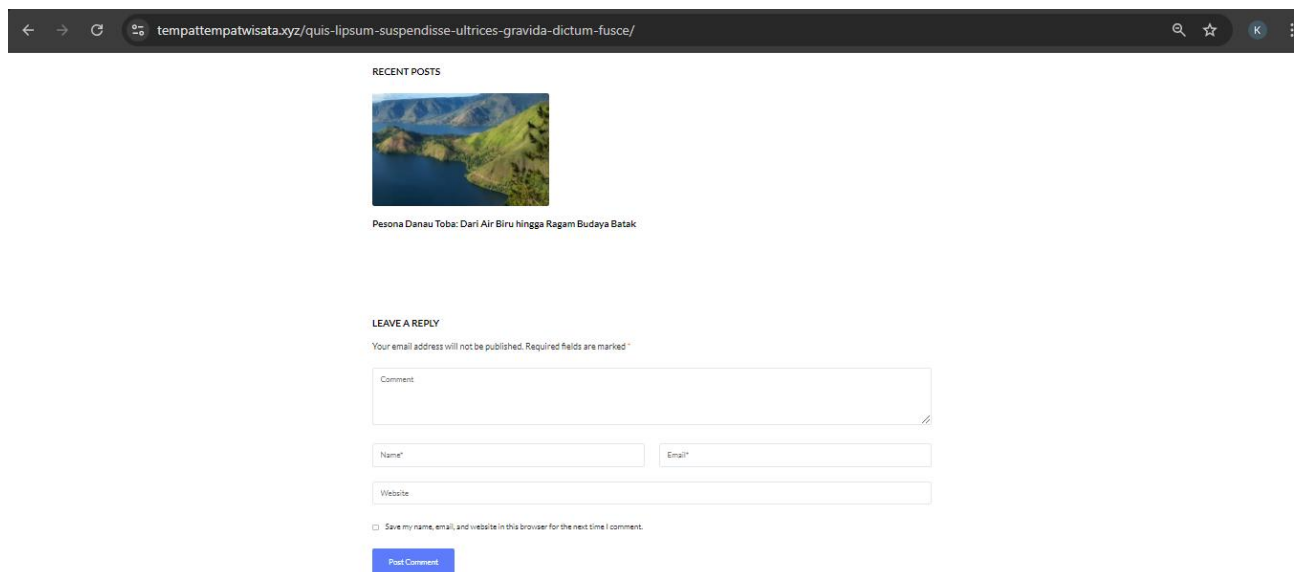 tempattempatwisata.xyz/quis-lipsum-suspendisse-ultrices-gravida-dictum-fusce/
K
RECENT POSTS
Pesona Danau Toba: Dari Air Biru hingga Ragam Budaya Batak
LEAVE A REPLY
Your email address will not be published. Required fields are marked *
Comment
Name*
Email*
Website
Save my name, email, and website in this browser for the next time I comment.
Post Comment